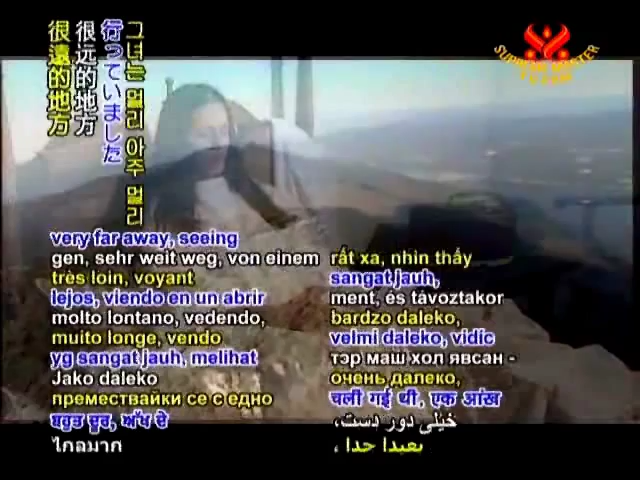 그녀는 멀리 아주 멀리
行っていました
很远的地方
很遠的地方
SUPREME MASTER
TV.COM
very far away, seeing
gen, sehr weit weg, von einem
très loin, voyant
lejos, viendo en un abrir
molto lontano, vedendo,
muito longe, vendo
yg sangat jauh, melihat
Jako daleko
премествайки се с едно
ਬਹੁਤ ਦੂਰ, ਅੱਖ ਦੇ
ไกลมาก
rất xa, nhìn thấy
sangat jauh,
ment, és távoztakor
bardzo daleko,
velmi daleko, vidíc
тэр маш хол явсан -
очень далеко,
चली गई थी, एक आंख
خیلی دور دست،
بعيدا جدا ،